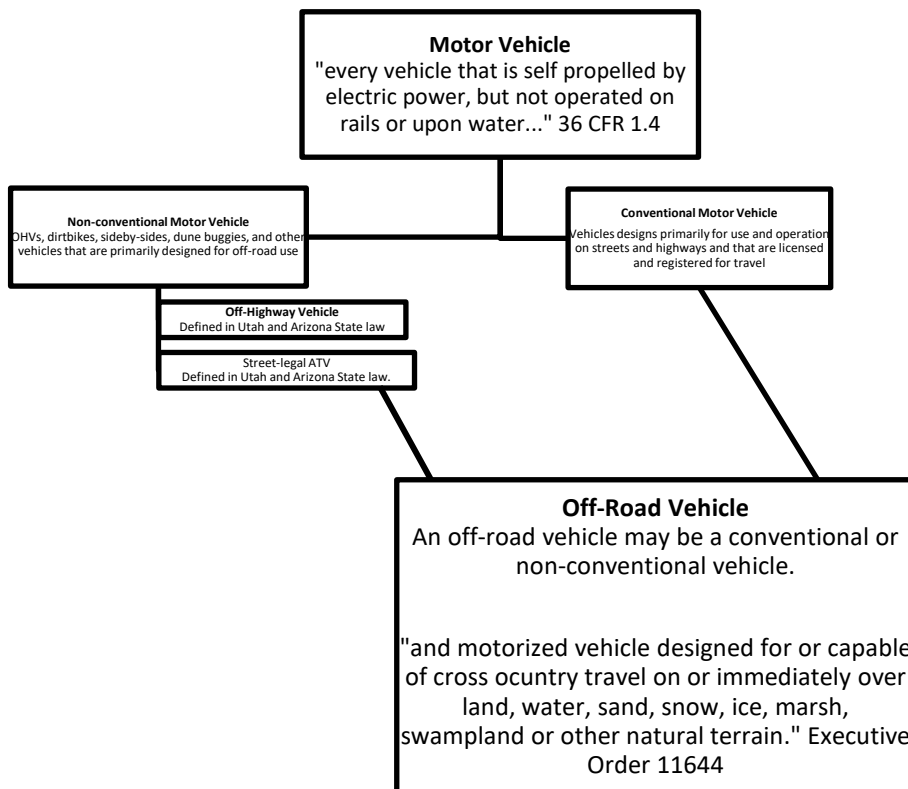 Motor Vehicle
"every vehicle that is self propelled by
electric power, but not operated on
rails or upon water..." 36 CFR 1.4
Non-conventional Motor Vehicle
OHVs, dirtbikes, sideby-sides, dune buggies, and other
vehicles that are primarily designed for off-road use
Conventional Motor Vehicle
Vehicles designs primarily for use and operation
on streets and highways and that are licensed
and registered for travel
Off-Highway Vehicle
Defined in Utah and Arizona State law
Street-legal ATV
Defined in Utah and Arizona State law.
Off-Road Vehicle
An off-road vehicle may be a conventional or
non-conventional vehicle.
"and motorized vehicle designed for or capable
of cross ocuntry travel on or immediately over
land, water, sand, snow, ice, marsh,
swampland or other natural terrain." Executive
Order 11644